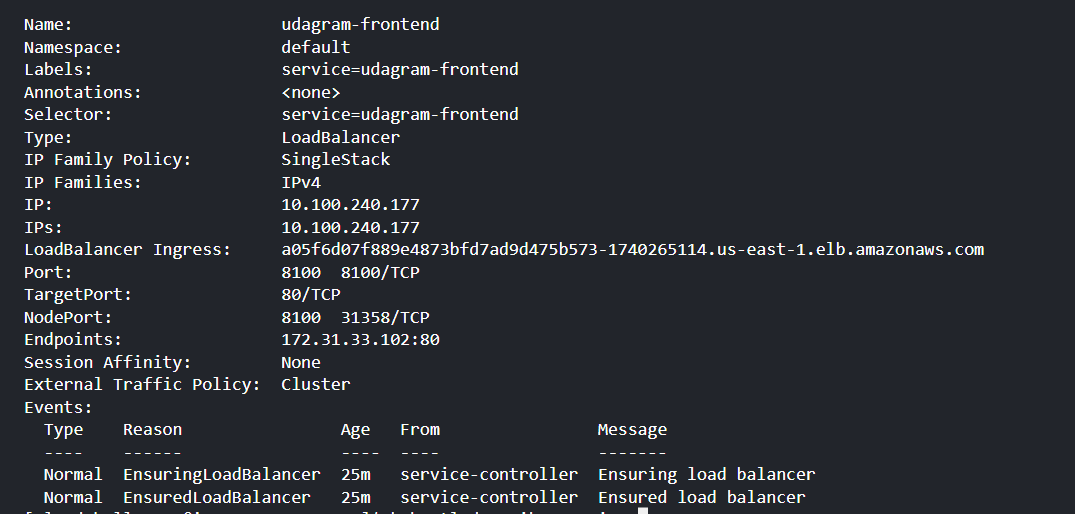 Name: udagram-frontend
Namespace: default
Labels: service=udagram-frontend
Annotations: <none>
Selector: service=udagram-frontend
Type: LoadBalancer
IP Family Policy: SingleStack
IP Families: IPv4
IP: 10.100.240.177
IPs: 10.100.240.177
LoadBalancer Ingress: a05f6d07f889e4873bfd7ad9d475b573-1740265114.us-east-1.elb.amazonaws.com
Port: 8100 8100/TCP
TargetPort: 80/TCP
NodePort: 8100 31358/TCP
Endpoints: 172.31.33.102:80
Session Affinity: None
External Traffic Policy: Cluster
Events:
Type Reason Age From Message
---- ------ ---- ---- -------
Normal EnsuringLoadBalancer 25m service-controller Ensuring load balancer
Normal EnsuredLoadBalancer 25m service-controller Ensured load balancer